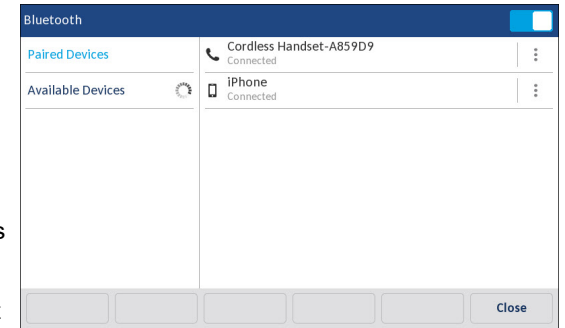 Bluetooth
Paired Devices
Available Devices
Cordless Handset-A859D9
Connected
iPhone
Connected
s
Close